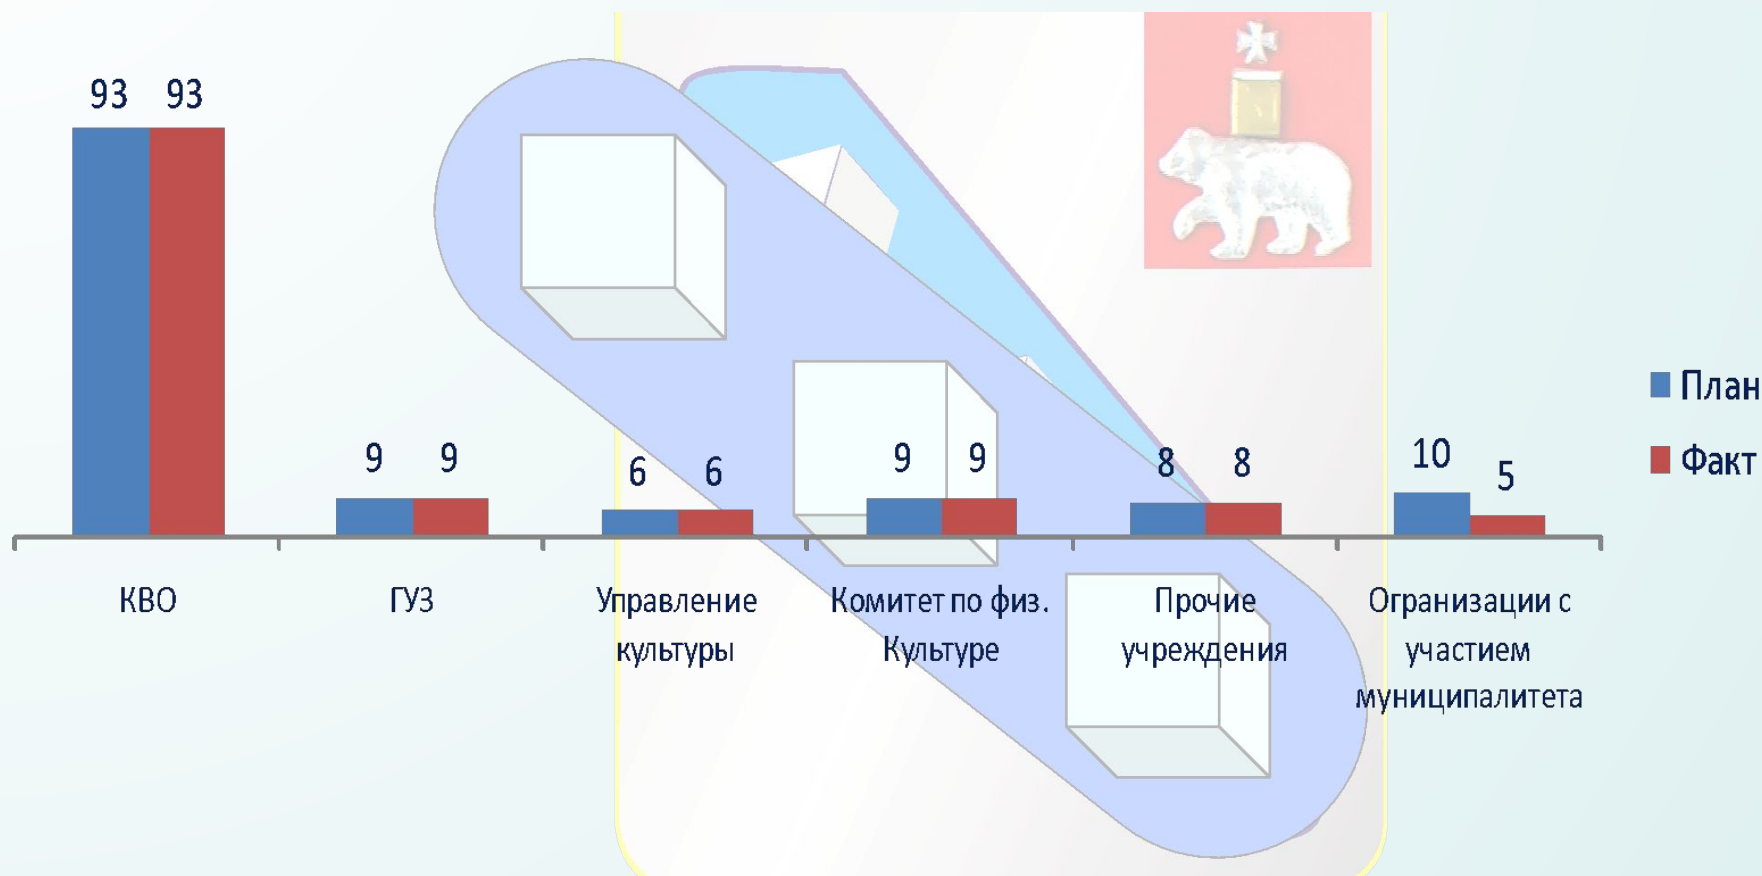 93 93
9 9
6 6
9 9
8 8
10 5
План
Факт
КВО
ГУЗ
Управление
культуры
Комитет по физ.
Культуре
Прочие
учреждения
Огранизации с
участием
муниципалитета